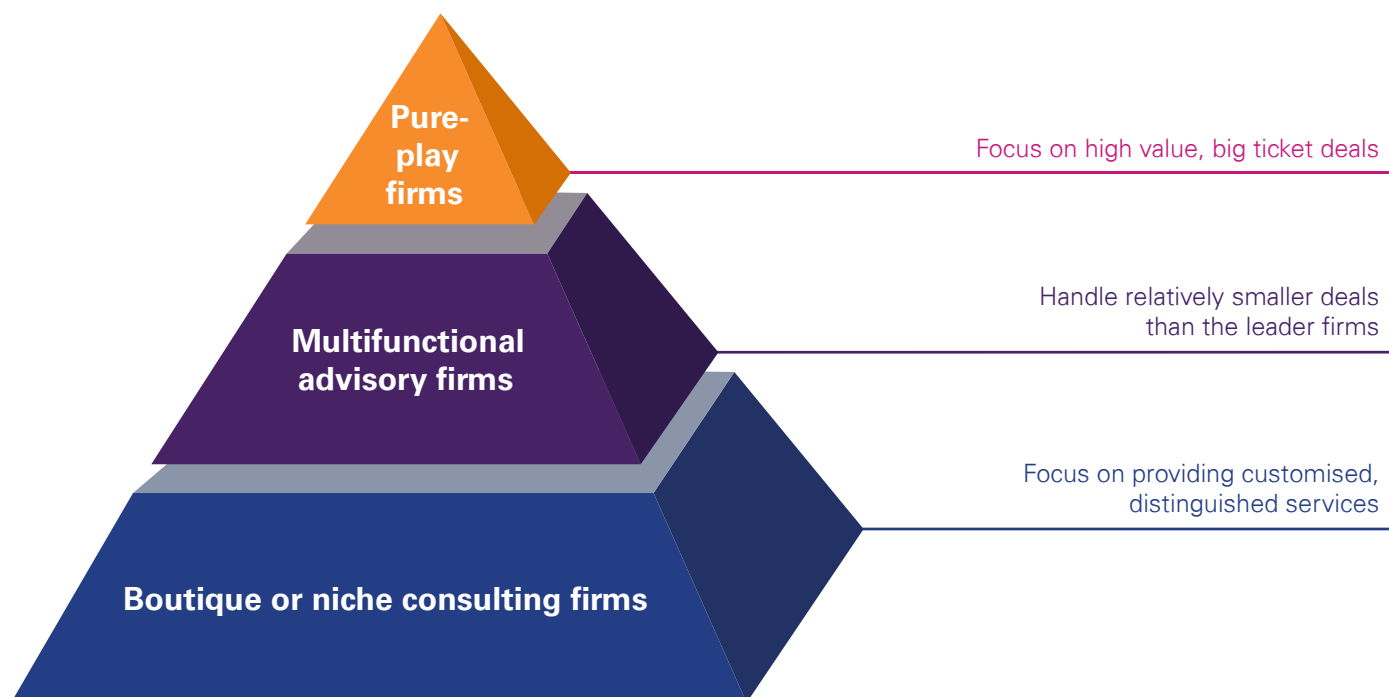 Pure-
play
firms
Focus on high value, big ticket deals
Multifunctional
advisory firms
Handle relatively smaller deals
than the leader firms
Boutique or niche consulting firms
Focus on providing customised,
distinguished services